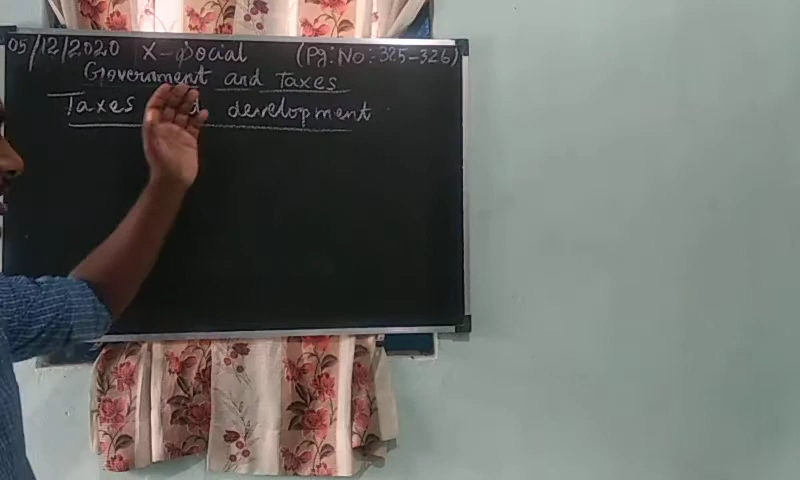 05/12/2020 X-Social (Pg: No: 325-326)
Government and Taxes
Taxes development